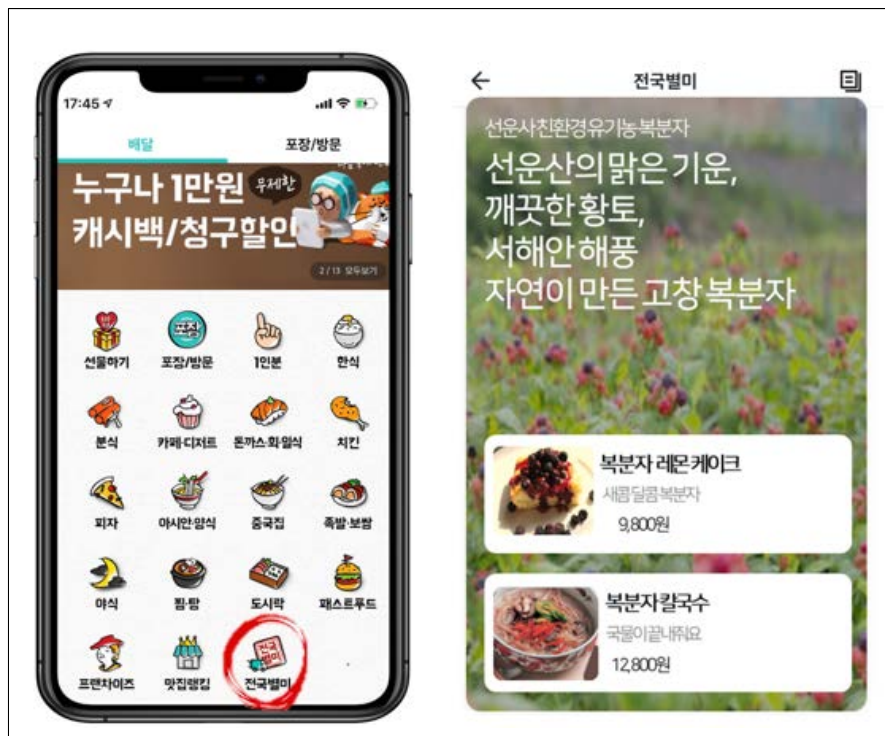 17:45
배달
포장/방문
누구나 1만원
무제한
캐시백/청구할인
2/13 모두보기
포장
선물하기
포장/방문
1인분
한식
분식
카페·디저트
돈까스·회·일식
치킨
피자
아시안·양식
중국집
족발·보쌈
야식
찜·탕
도시락
패스트푸드
전국
별미
프랜차이즈
맛집랭킹
전국별미
전국별미
선운사친환경유기농복분자
선운산의 맑은 기운,
깨끗한 황토,
서해안 해풍
자연이 만든 고창 복분자
복분자 레몬 케이크
새콤달콤 복분자
9,800원
복분자 칼국수
국물이 끝내줘요
12,800원